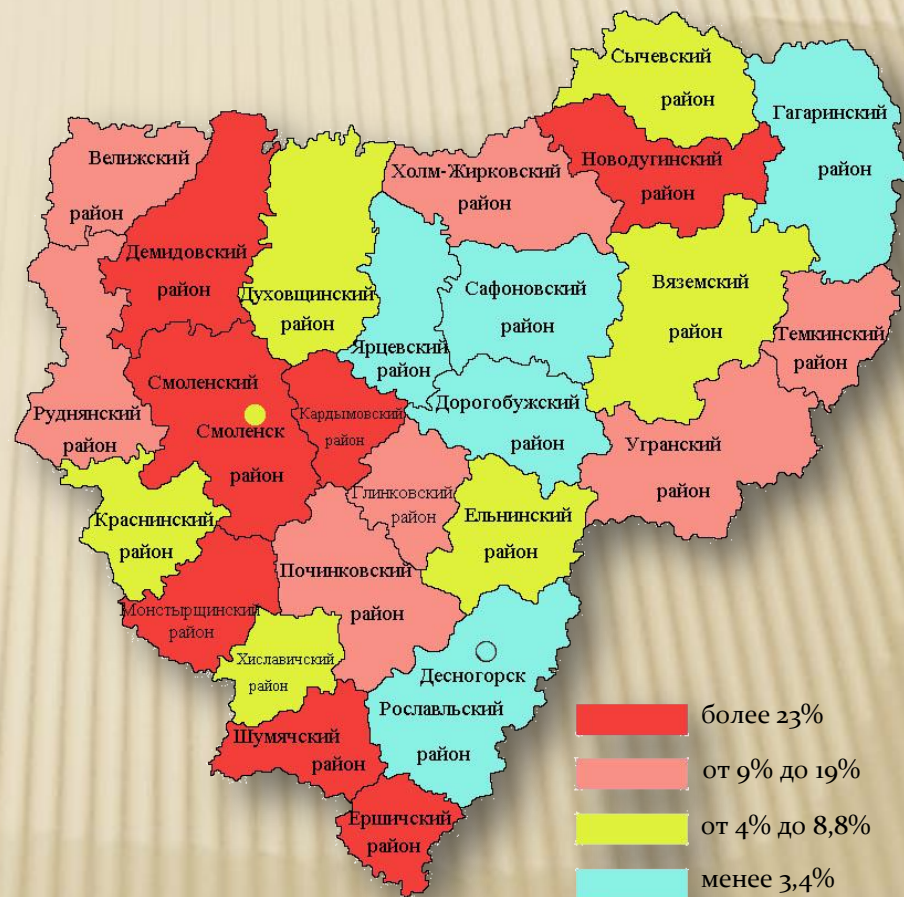 Сычевский
район
Гагаринский
район
Новодугинский
район
Велижский
район
Холм-Жирковский
район
Демидовский
район
Духовщинский
район
Сафоновский
район
Вяземский
район
Ярцевский
район
Темкинский
район
Смоленский
Смоленск
район
Кардымовский
район
Дорогобужский
район
Руднянский
район
Угранский
район
Глинковский
район
Краснинский
район
Ельнинский
район
Починковский
район
Монстырщинский
район
Хиславичский
район
Десногорск
Рославльский
район
Шумячский
район
Ершичский
район
более 23%
от 9% до 19%
от 4% до 8,8%
менее 3,4%